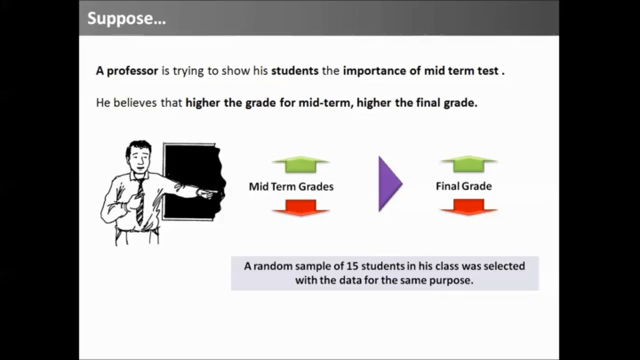 Suppose...
A professor is trying to show his students the importance of mid term test .
He believes that higher the grade for mid-term, higher the final grade.
Mid Term Grades
Final Grade
A random sample of 15 students in his class was selected
with the data for the same purpose.